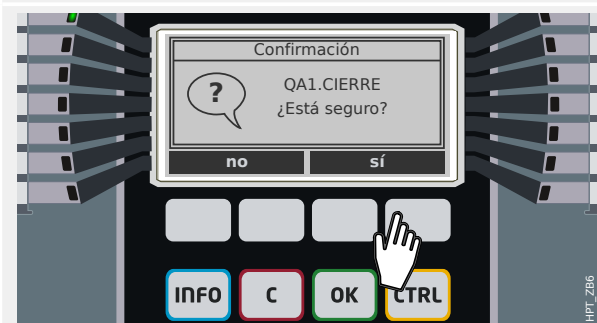 Confirmación
?
QA1.CIERRE
¿Está seguro?
no sí
INFO C OK CTRL
HPT_ZB6